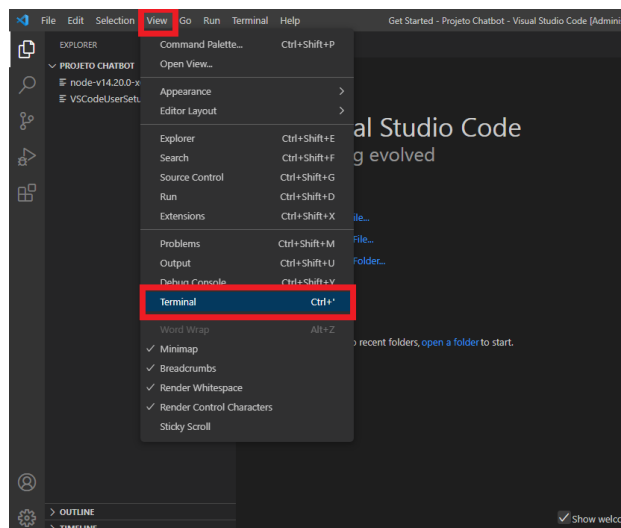 File Edit Selection View Go Run Terminal Help Get Started - Projeto Chatbot - Visual Studio Code [Admini
EXPLORER
PROJETO CHATBOT
node-v14.20.0-x
VSCodeUserSetu
Command Palette... Ctrl+Shift+P
Open View...
Appearance
Editor Layout
Explorer Ctrl+Shift+E
Search Ctrl+Shift+F
Source Control Ctrl+Shift+G
Run Ctrl+Shift+D
Extensions Ctrl+Shift+X
Problems Ctrl+Shift+M
Output Ctrl+Shift+U
Debug Console Ctrl+Shift+Y
Terminal Ctrl+'
Word Wrap Alt+Z
Minimap
Breadcrumbs
Render Whitespace
Render Control Characters
Sticky Scroll
al Studio Code
g evolved
ile...
File...
Folder...
recent folders, open a folder to start.
OUTLINE
TIMELINE
Show welco